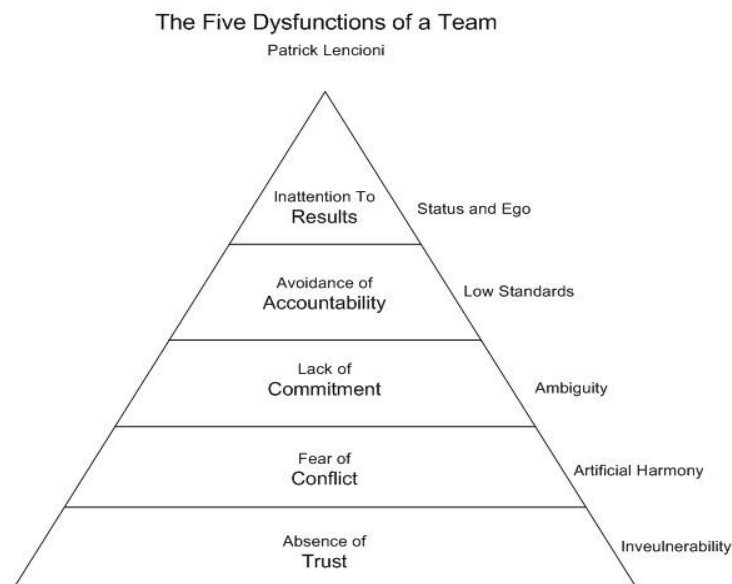 The Five Dysfunctions of a Team
Patrick Lencioni
Inattention To
Results
Status and Ego
Avoidance of
Accountability
Low Standards
Lack of
Commitment
Ambiguity
Fear of
Conflict
Artificial Harmony
Absence of
Trust
Inveulnerability